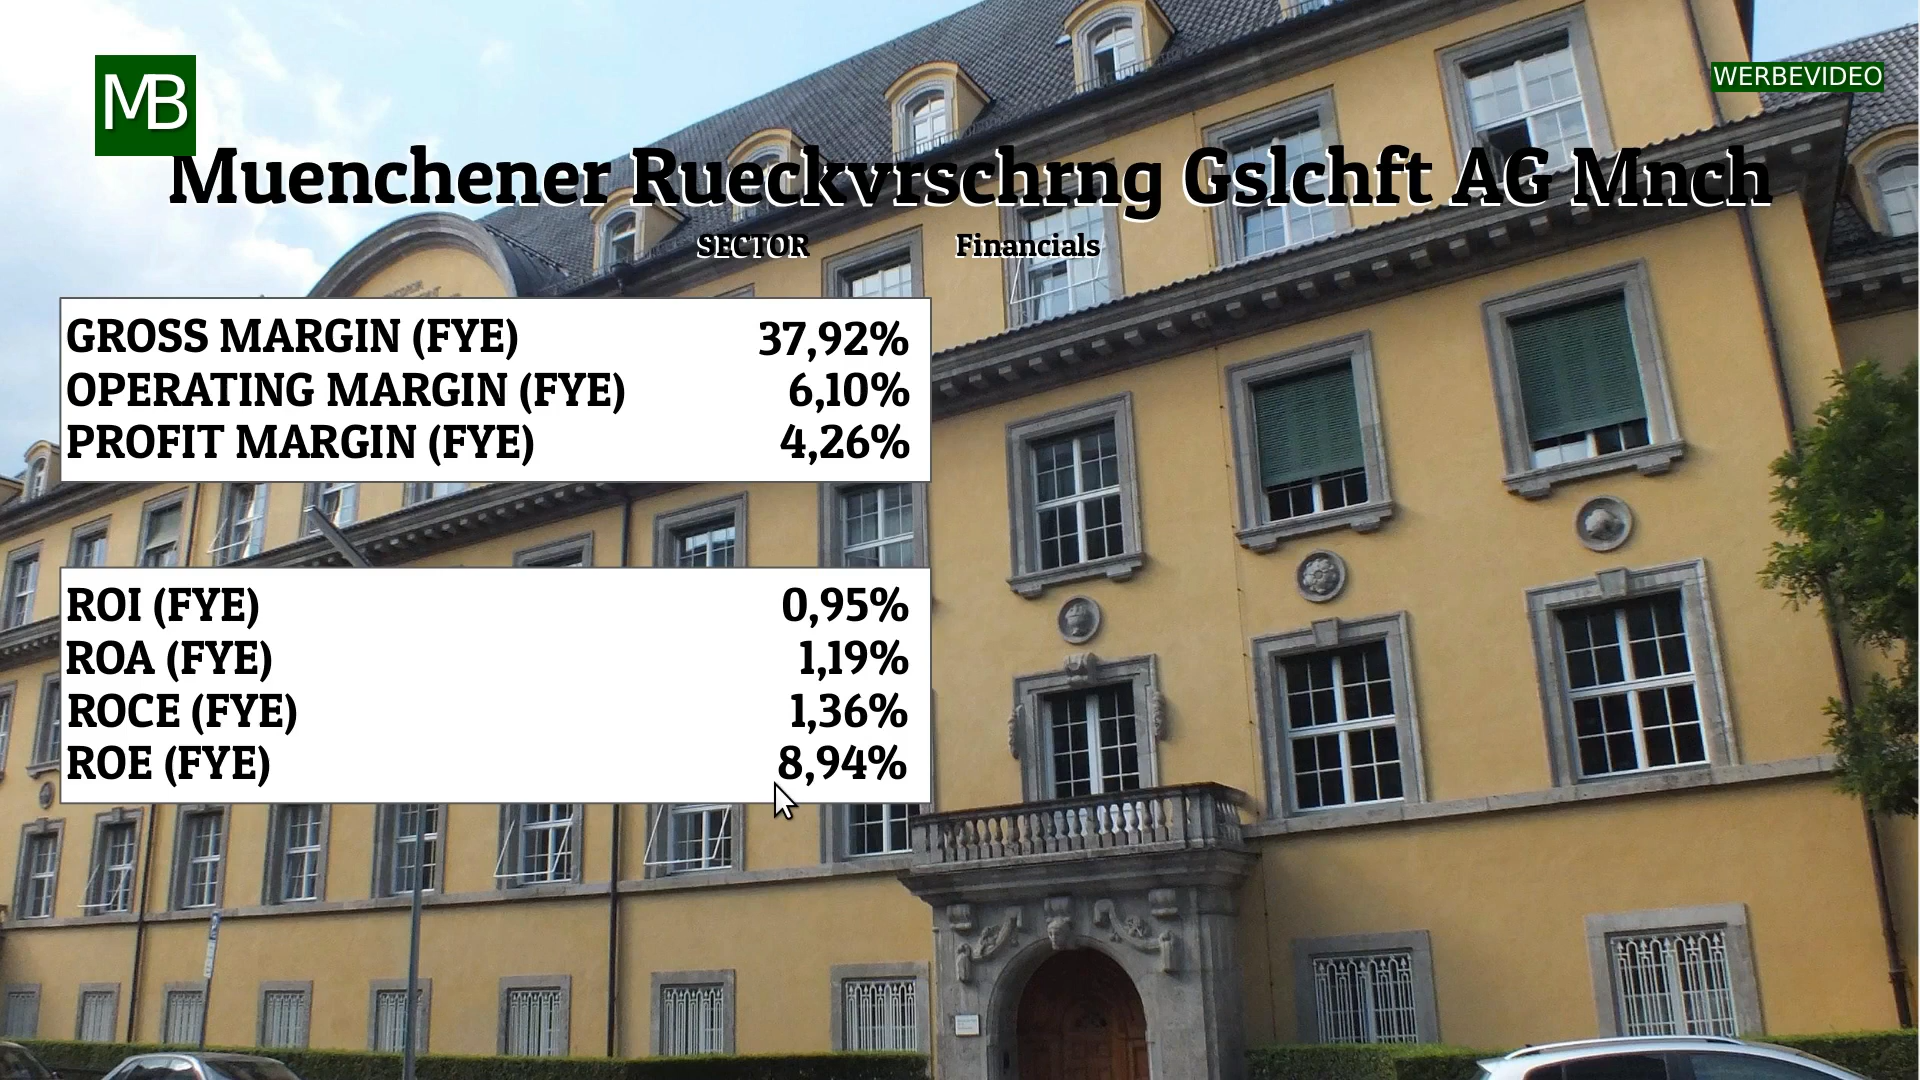 MB
WERBEVIDEO
Muenchener Rueckvrschrng Gslchft AG Mnch
SECTOR Financials
GROSS MARGIN (FYE) 37,92%
OPERATING MARGIN (FYE) 6,10%
PROFIT MARGIN (FYE) 4,26%
ROI (FYE) 0,95%
ROA (FYE) 1,19%
ROCE (FYE) 1,36%
ROE (FYE) 8,94%